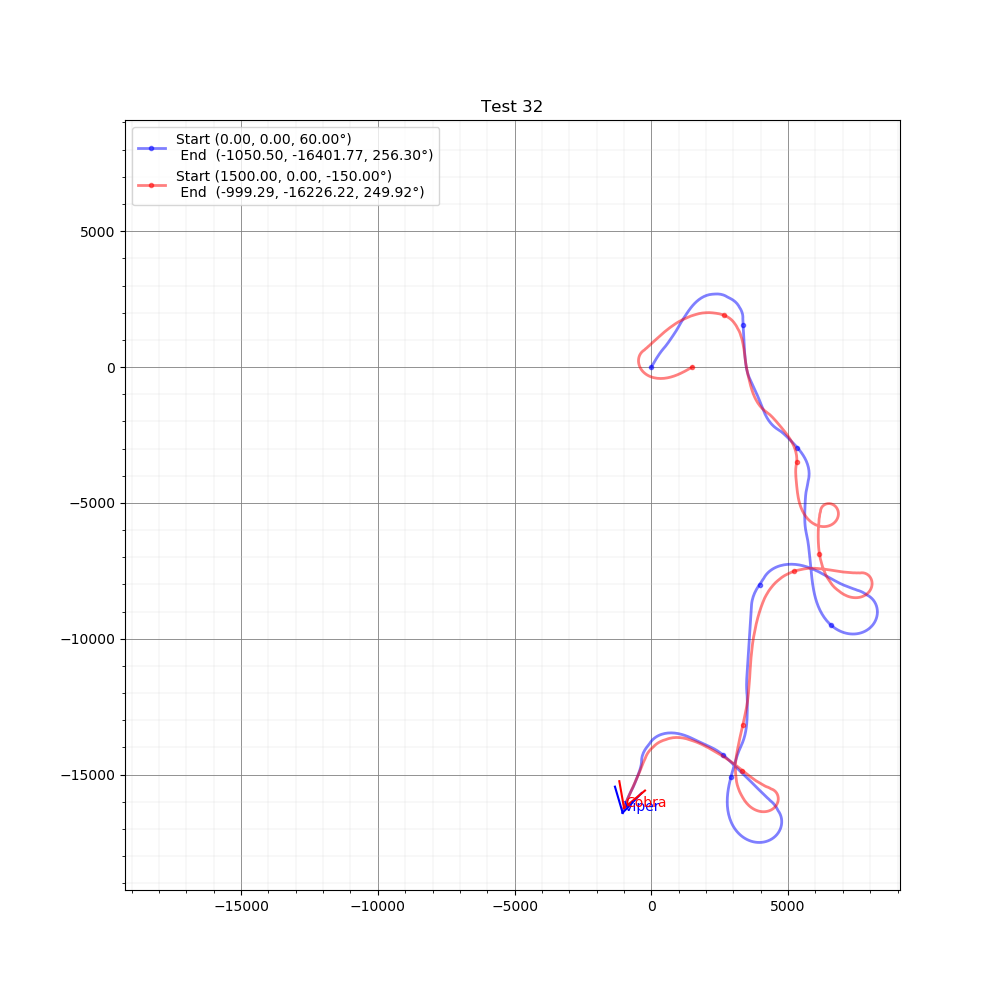 Test 32
Start (0.00, 0.00, 60.00°)
End  (-1050.50, -16401.77, 256.30°)
Start (1500.00, 0.00, -150.00°)
End  (-999.29, -16226.22, 249.92°)
5000
0
−5000
−10000
−15000
Cobra
Viper
−15000 −10000 −5000 0 5000